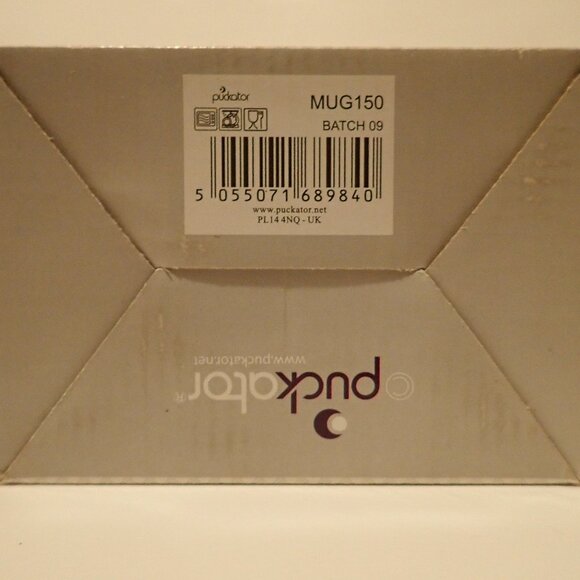 puckator
MUG150
BATCH 09
5 055071 689840
www.puckator.net
PL14 4NQ - UK
© puckator®
www.puckator.net